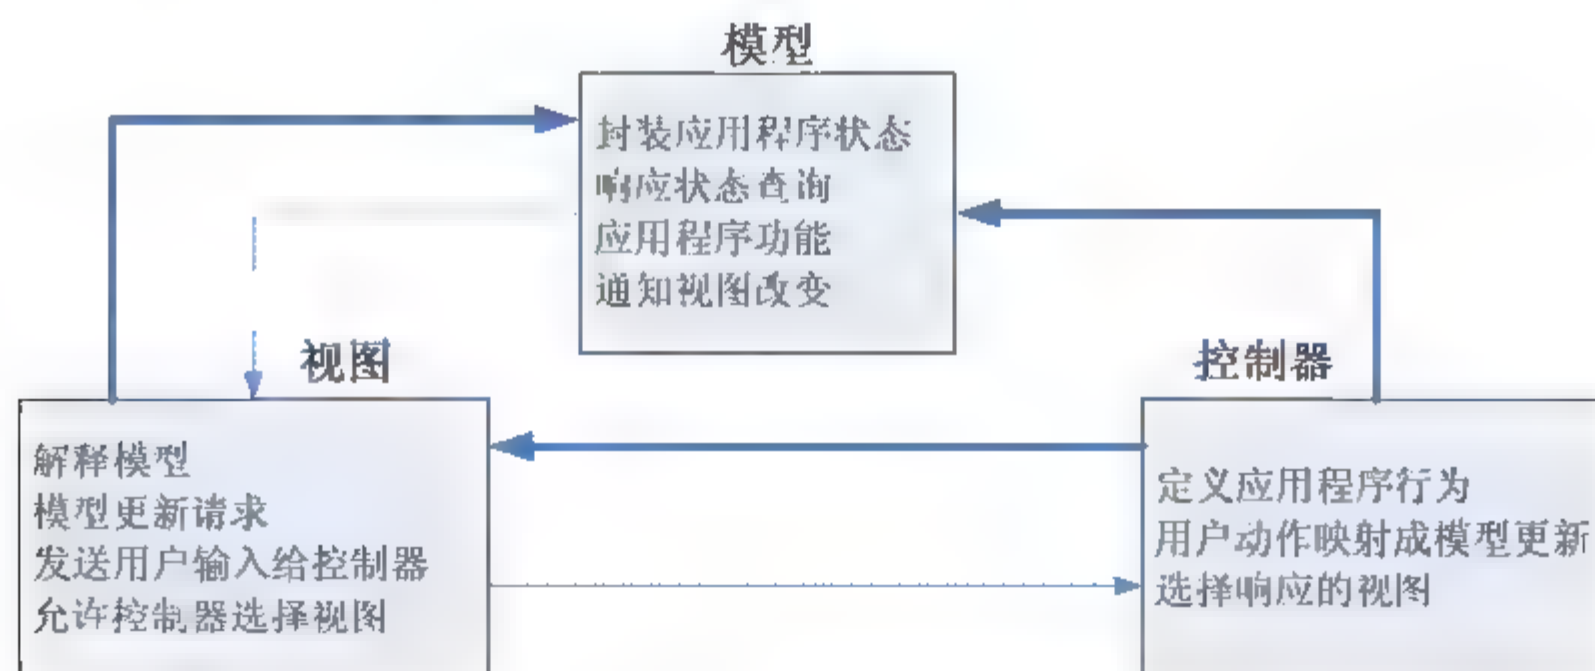 模型
封装应用程序状态
响应状态查询
应用程序功能
通知视图改变
视图
解释模型
模型更新请求
发送用户输入给控制器
允许控制器选择视图
控制器
定义应用程序行为
用户动作映射成模型更新
选择响应的视图